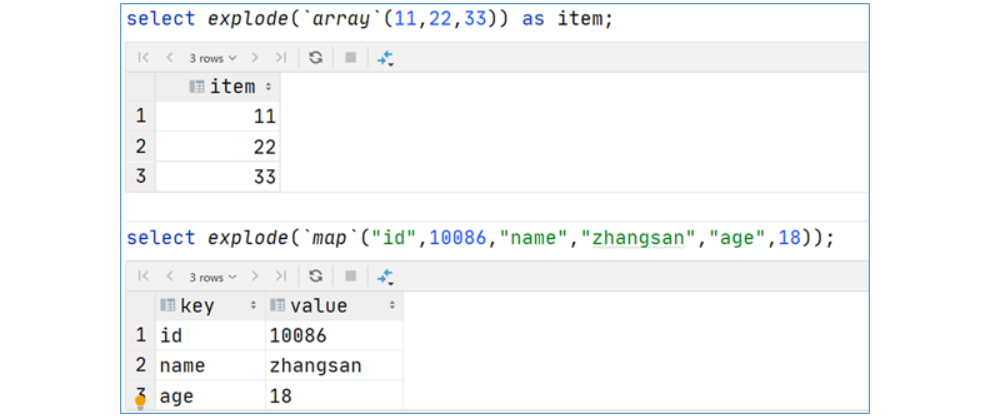 select explode(`array`(11,22,33)) as item;
3 rows
item
1 11
2 22
3 33
select explode(`map`("id",10086,"name","zhangsan","age",18));
3 rows
key value
1 id 10086
2 name zhangsan
3 age 18